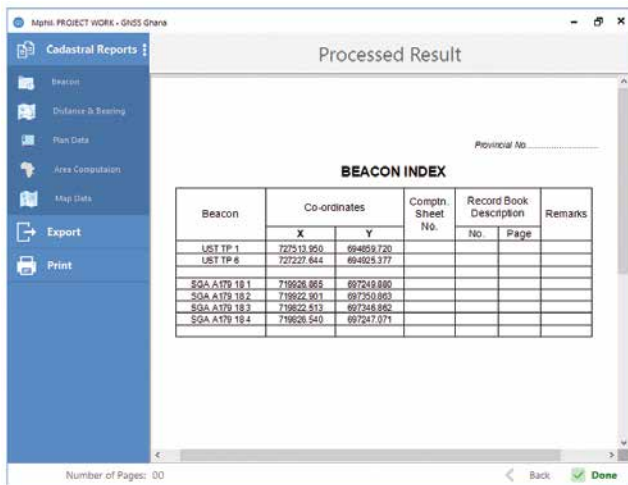 Mphil. PROJECT WORK - GNSS Ghana
Cadastral Reports
Beacon
Distance & Bearing
Plan Data
Area Computaion
Map Data
Export
Print
Processed Result
Provincial No.
BEACON INDEX
Beacon Co-ordinates Comptn. Sheet No. Record Book Description Remarks
X Y No. Page
UST TP 1 727513.950 694859.720
UST TP 6 727227.644 694925.377
SGA A179 18 1 719926.865 697249.880
SGA A179 18 2 719922.901 697350.863
SGA A179 18 3 719822.513 697346.862
SGA A179 18 4 719826.540 697247.071
Number of Pages: 00
Back
Done